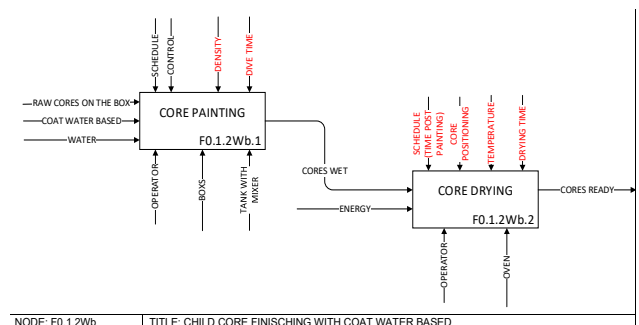 SCHEDULE
CONTROL
DENSITY
DIVE TIME
RAW CORES ON THE BOX
COAT WATER BASED
WATER
CORE PAINTING
F0.1.2Wb.1
OPERATOR
BOXS
TANK WITH
MIXER
CORES WET
SCHEDULE
(TIME POST
PAINTING)
CORE
POSITIONING
TEMPERATURE
DRYING TIME
ENERGY
CORE DRYING
F0.1.2Wb.2
CORES READY
OPERATOR
OVEN
NODE: F0.1.2Wb
TITLE: CHILD CORE FINISCHING WITH COAT WATER BASED